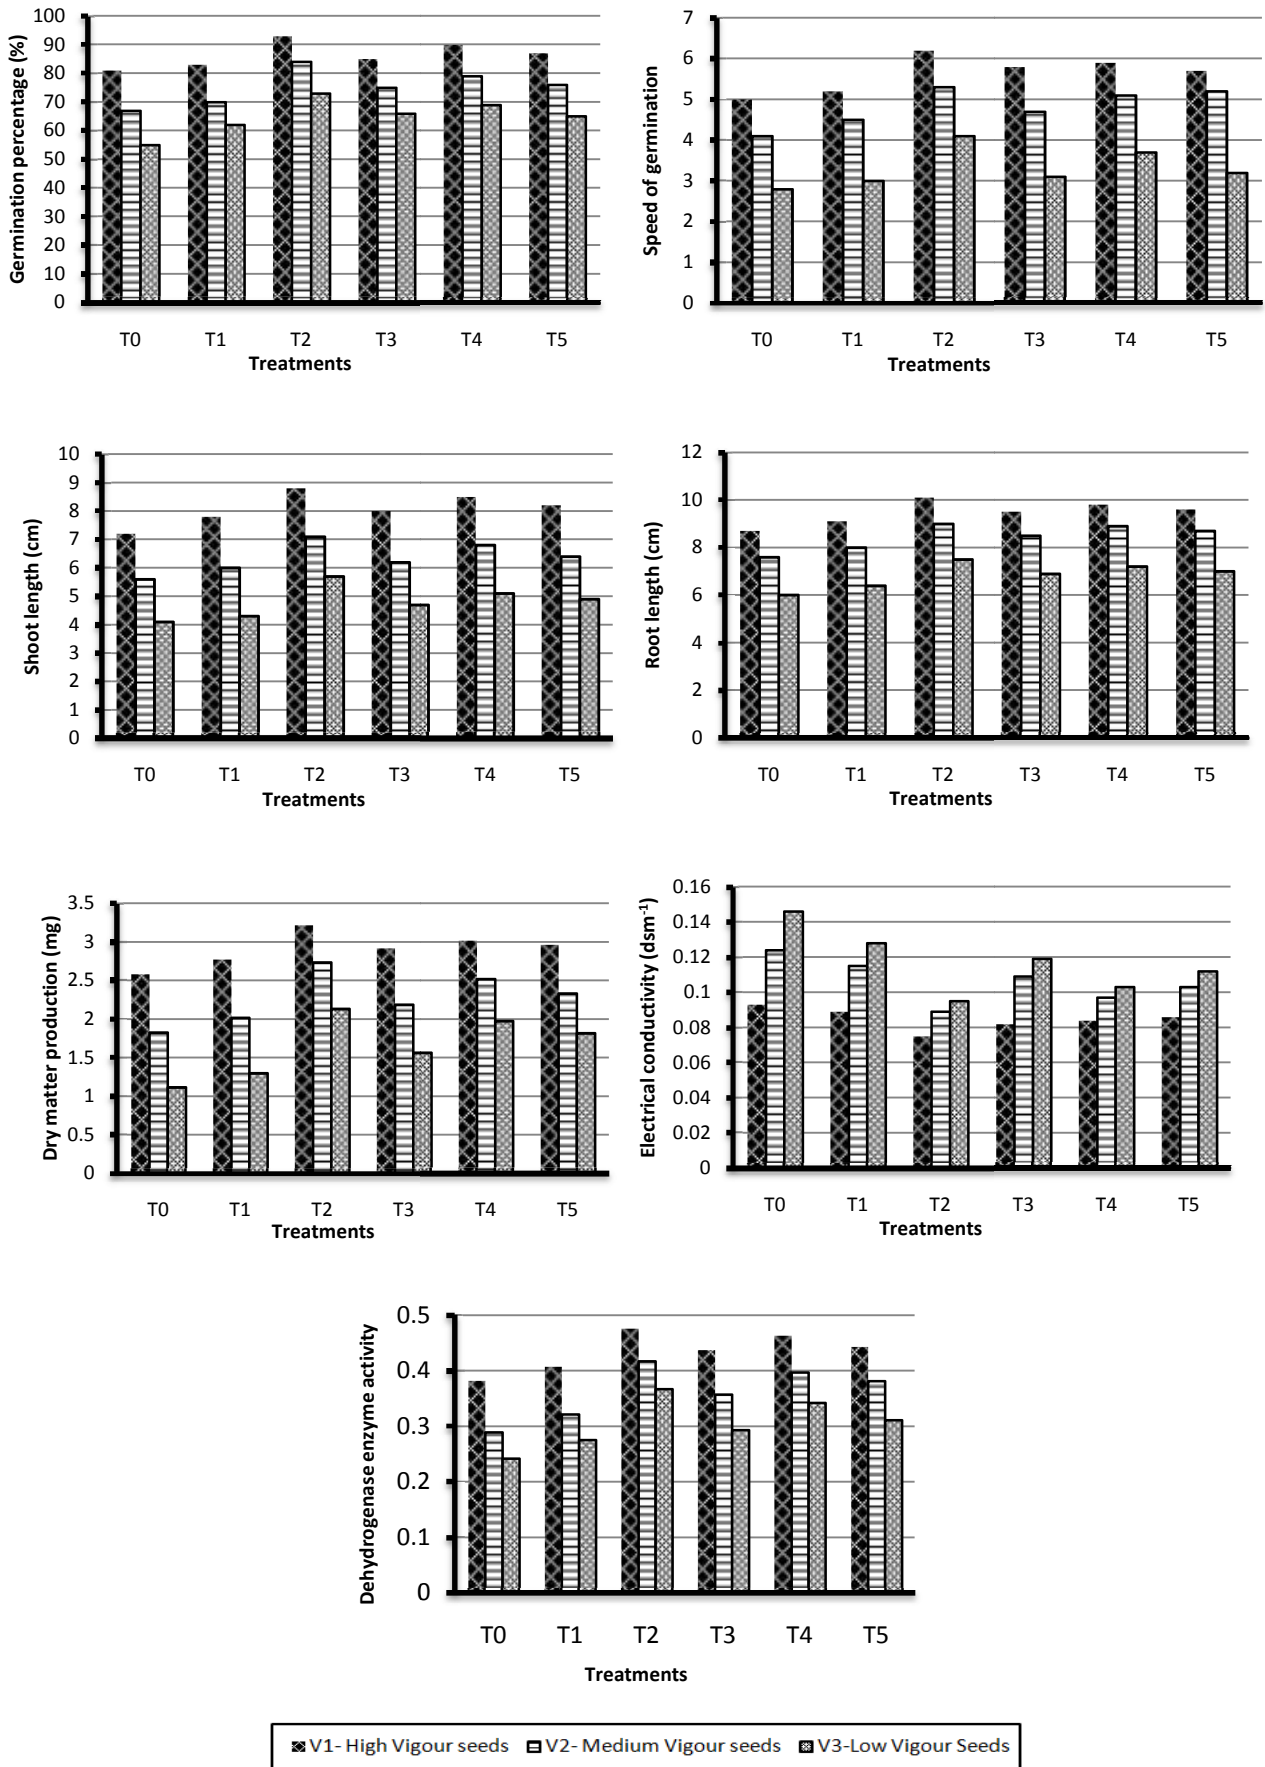 Germination percentage (%)
100
90
80
70
60
50
40
30
20
10
0
T0 T1 T2 T3 T4 T5
Treatments
Speed of germination
7
6
5
4
3
2
1
0
T0 T1 T2 T3 T4 T5
Treatments
Shoot length (cm)
10
9
8
7
6
5
4
3
2
1
0
T0 T1 T2 T3 T4 T5
Treatments
Root length (cm)
12
10
8
6
4
2
0
T0 T1 T2 T3 T4 T5
Treatments
Dry matter production (mg)
3.5
3
2.5
2
1.5
1
0.5
0
T0 T1 T2 T3 T4 T5
Treatments
Electrical conductivity (dsm⁻¹)
0.16
0.14
0.12
0.1
0.08
0.06
0.04
0.02
0
T0 T1 T2 T3 T4 T5
Treatments
Dehydrogenase enzyme activity
0.5
0.4
0.3
0.2
0.1
0
T0 T1 T2 T3 T4 T5
Treatments
V1- High Vigour seeds V2- Medium Vigour seeds V3-Low Vigour Seeds